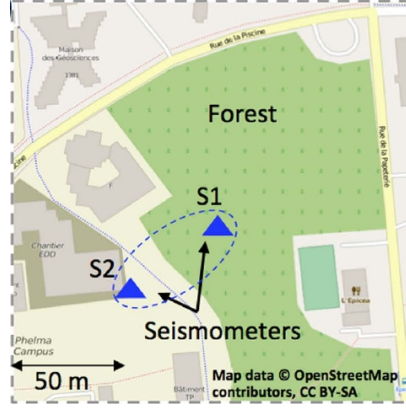 Maison
des Géosciences
1381
Rue de la Piscine
Forest
Rue de la Papeterie
cine
S1
Chantier
EDD
S2
L'Epicea
Seismometers
Phelma
Campus
50 m
Bâtiment
TP
Map data © OpenStreetMap
contributors, CC BY-SA